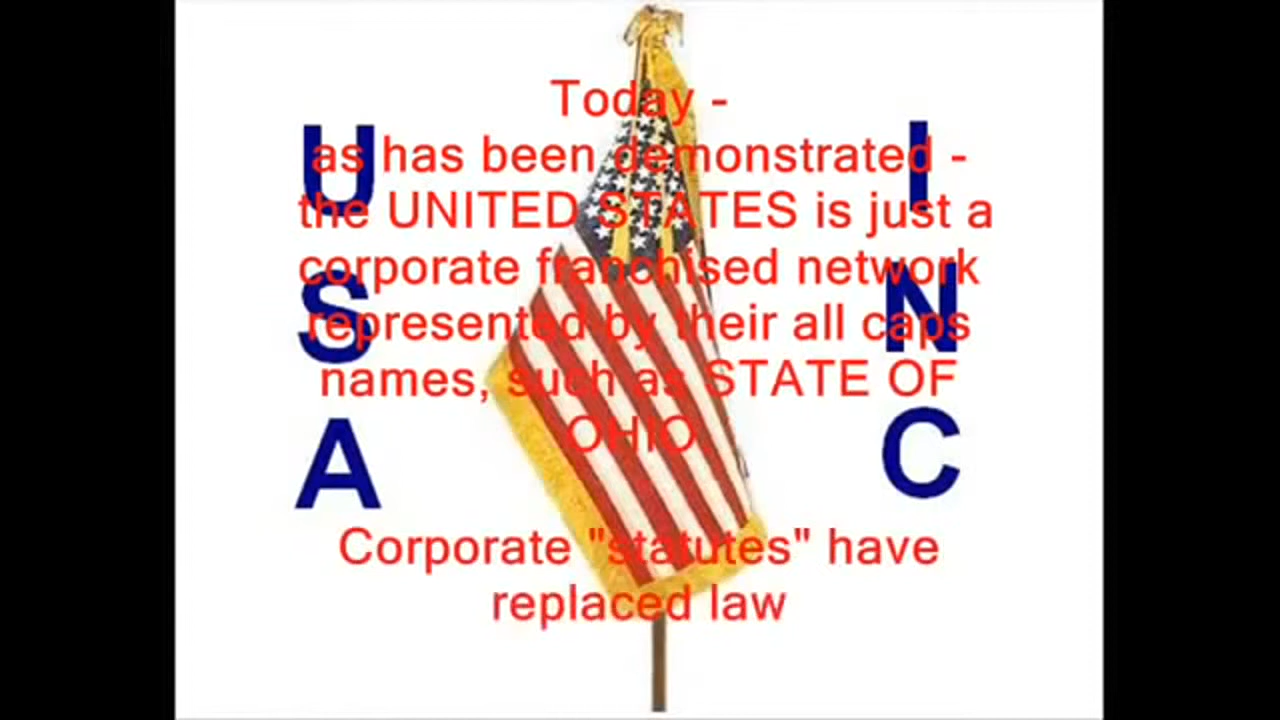 Today -
as has been demonstrated -
the UNITED STATES is just a
corporate franchised network
represented by their all caps
names, such as STATE OF
OHIO
Corporate "statutes" have
replaced law
U
S
A
I
N
C